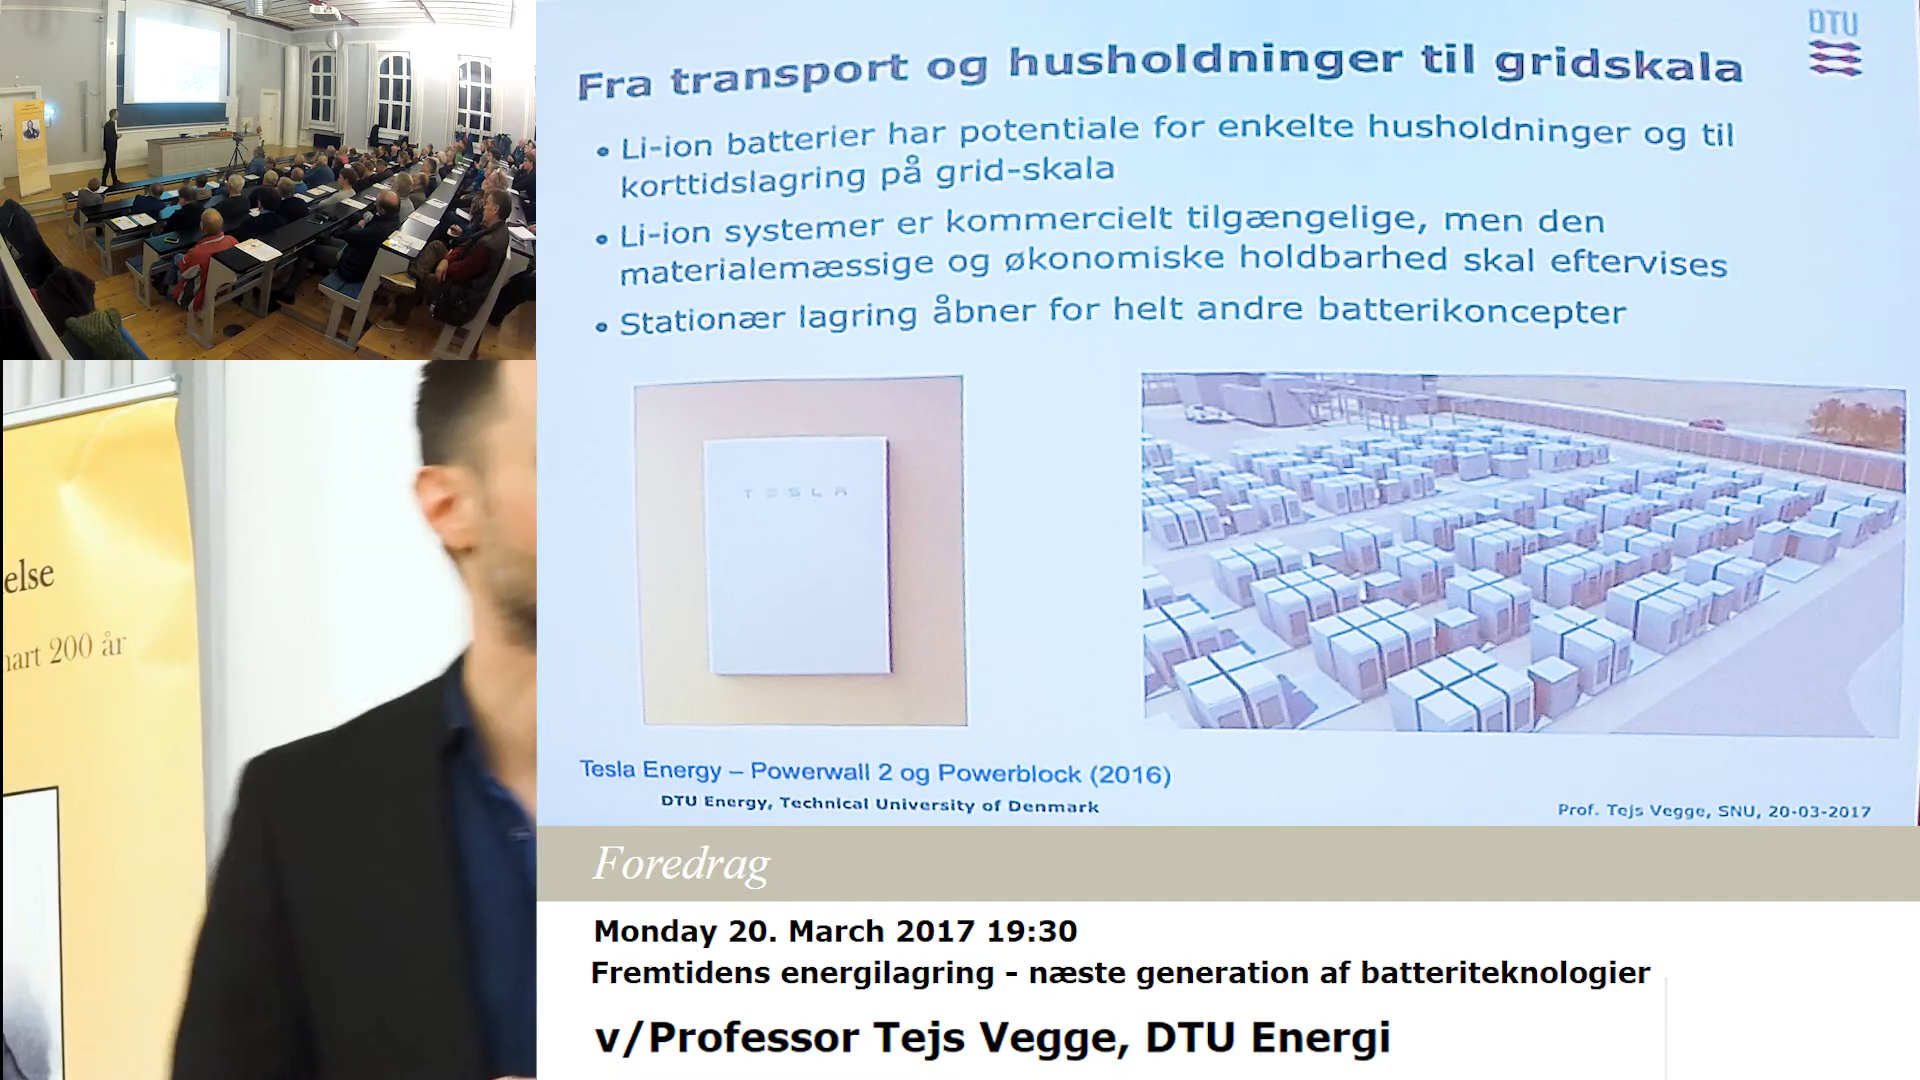 DTU
Fra transport og husholdninger til gridskala
• Li-ion batterier har potentiale for enkelte husholdninger og til
korttidslagring på grid-skala
• Li-ion systemer er kommercielt tilgængelige, men den
materialemæssige og økonomiske holdbarhed skal eftervises
• Stationær lagring åbner for helt andre batterikoncepter
TESLA
Tesla Energy – Powerwall 2 og Powerblock (2016)
DTU Energy, Technical University of Denmark
Prof. Tejs Vegge, SNU, 20-03-2017
else
200 år
Foredrag
Monday 20. March 2017 19:30
Fremtidens energilagring - næste generation af batteriteknologier
v/Professor Tejs Vegge, DTU Energi